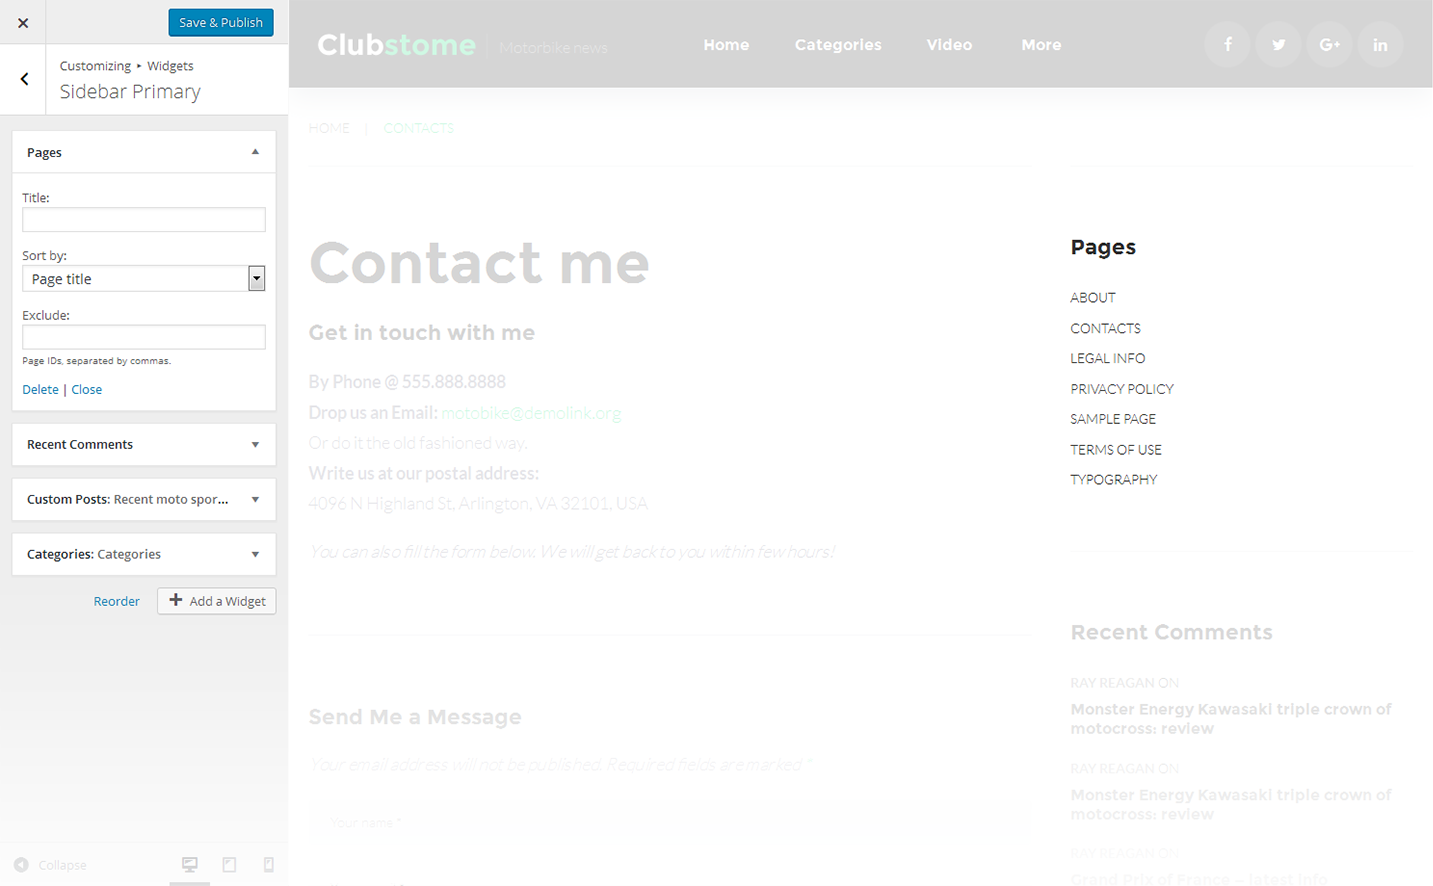 Save & Publish
Customizing ▸ Widgets
Sidebar Primary
Pages
Title:
Sort by:
Page title
Exclude:
Page IDs, separated by commas.
Delete | Close
Recent Comments
Custom Posts: Recent moto spor...
Categories: Categories
Reorder
Add a Widget
Collapse
Clubstome
Motorbike news
Home
Categories
Video
More
HOME | CONTACTS
Contact me
Get in touch with me
By Phone @ 555.888.8888
Drop us an Email: motobike@demolink.org
Or do it the old fashioned way.
Write us at our postal address:
4096 N Highland St, Arlington, VA 32101, USA
You can also fill the form below. We will get back to you within few hours!
Send Me a Message
Your email address will not be published. Required fields are marked *
Your name *
Pages
ABOUT
CONTACTS
LEGAL INFO
PRIVACY POLICY
SAMPLE PAGE
TERMS OF USE
TYPOGRAPHY
Recent Comments
RAY REAGAN ON
Monster Energy Kawasaki triple crown of
motocross: review
RAY REAGAN ON
Monster Energy Kawasaki triple crown of
motocross: review
RAY REAGAN ON
Grand Prix of France – latest info